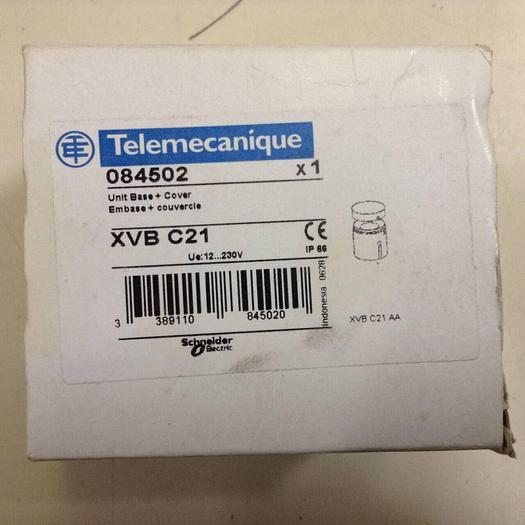 Telemecanique
084502 x 1
Unit Base + Cover
Embase + couvercle
XVB C21 CE
IP 66
Ue:12...230V
3 389110 845020
Indonesia 0628
XVB C21 AA
Schneider
Electric